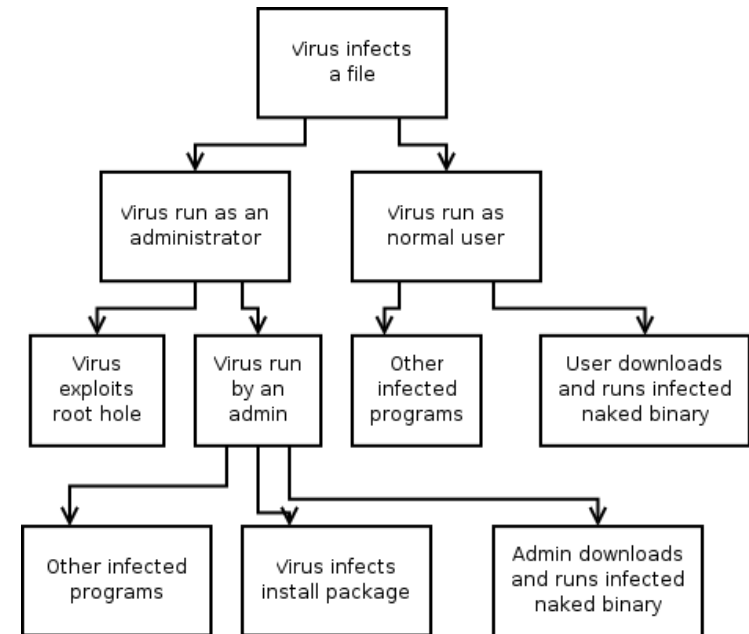 Virus infects
a file
Virus run as an
administrator
Virus run as
normal user
Virus
exploits
root hole
Virus run
by an
admin
Other
infected
programs
User downloads
and runs infected
naked binary
Other infected
programs
Virus infects
install package
Admin downloads
and runs infected
naked binary